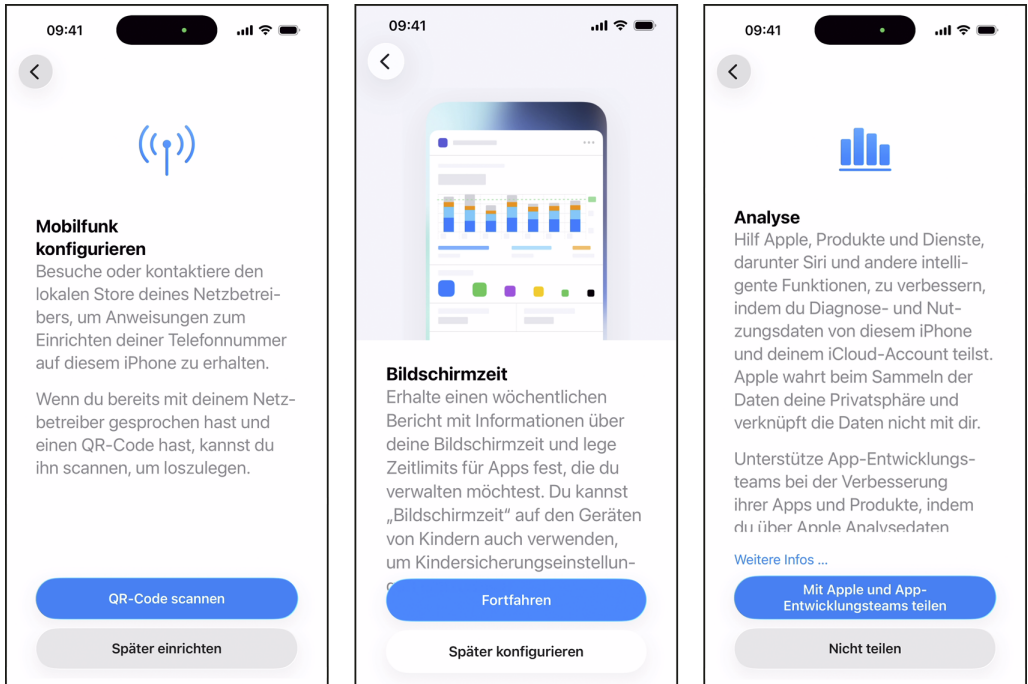 09:41
Mobilfunk
konfigurieren
Besuche oder kontaktiere den
lokalen Store deines Netzbetrei-
bers, um Anweisungen zum
Einrichten deiner Telefonnummer
auf diesem iPhone zu erhalten.
Wenn du bereits mit deinem Netz-
betreiber gesprochen hast und
einen QR-Code hast, kannst du
ihn scannen, um loszulegen.
QR-Code scannen
Später einrichten
09:41
Bildschirmzeit
Erhalte einen wöchentlichen
Bericht mit Informationen über
deine Bildschirmzeit und lege
Zeitlimits für Apps fest, die du
verwalten möchtest. Du kannst
„Bildschirmzeit“ auf den Geräten
von Kindern auch verwenden,
um Kindersicherungseinstellun-
Fortfahren
Später konfigurieren
09:41
Analyse
Hilf Apple, Produkte und Dienste,
darunter Siri und andere intelli-
gente Funktionen, zu verbessern,
indem du Diagnose- und Nut-
zungsdaten von diesem iPhone
und deinem iCloud-Account teilst.
Apple wahrt beim Sammeln der
Daten deine Privatsphäre und
verknüpft die Daten nicht mit dir.
Unterstütze App-Entwicklungs-
teams bei der Verbesserung
ihrer Apps und Produkte, indem
du über Apple Analysedaten
Weitere Infos ...
Mit Apple und App-
Entwicklungsteams teilen
Nicht teilen